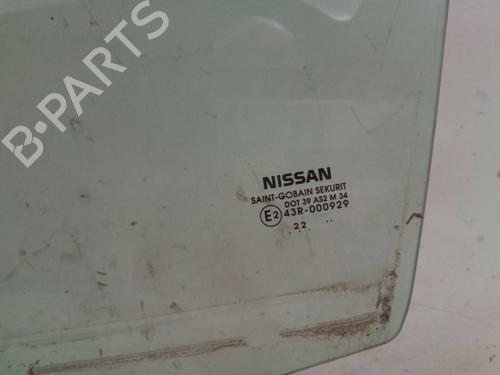 B-PARTS
NISSAN
SAINT-GOBAIN SEKURIT
DOT 39 AS2 M 34
E2 43R-000929
22